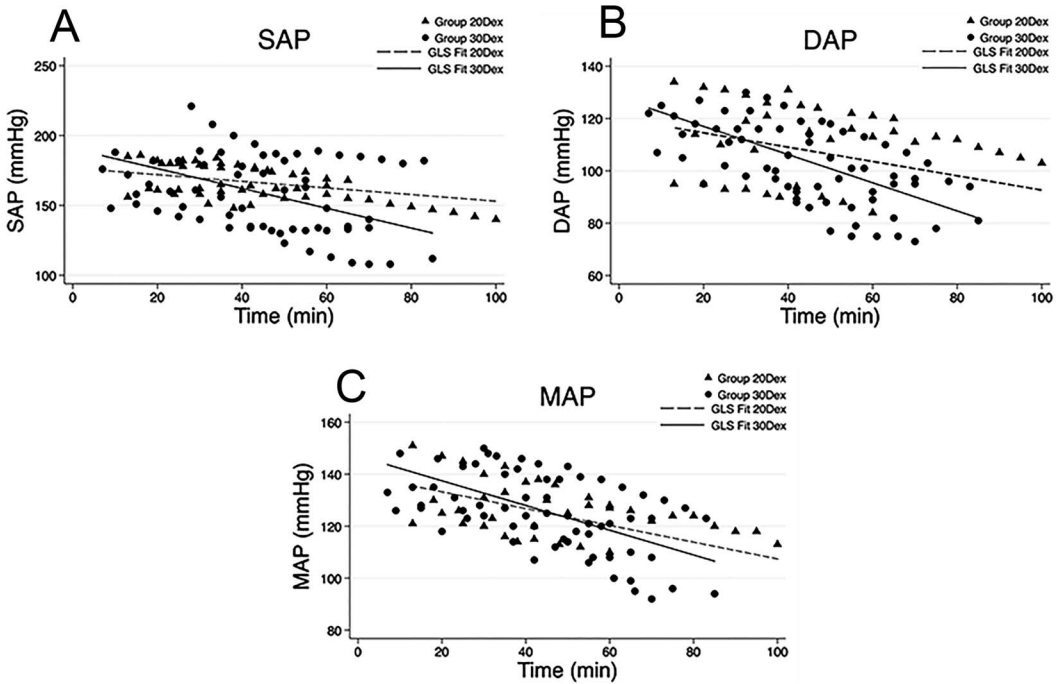 A
SAP
Group 20Dex
Group 30Dex
GLS Fit 20Dex
GLS Fit 30Dex
SAP (mmHg)
250
200
150
100
0
20
40
60
80
100
Time (min)
B
DAP
Group 20Dex
Group 30Dex
GLS Fit 20Dex
GLS Fit 30Dex
DAP (mmHg)
140
120
100
80
60
0
20
40
60
80
100
Time (min)
C
MAP
Group 20Dex
Group 30Dex
GLS Fit 20Dex
GLS Fit 30Dex
MAP (mmHg)
160
140
120
100
80
0
20
40
60
80
100
Time (min)